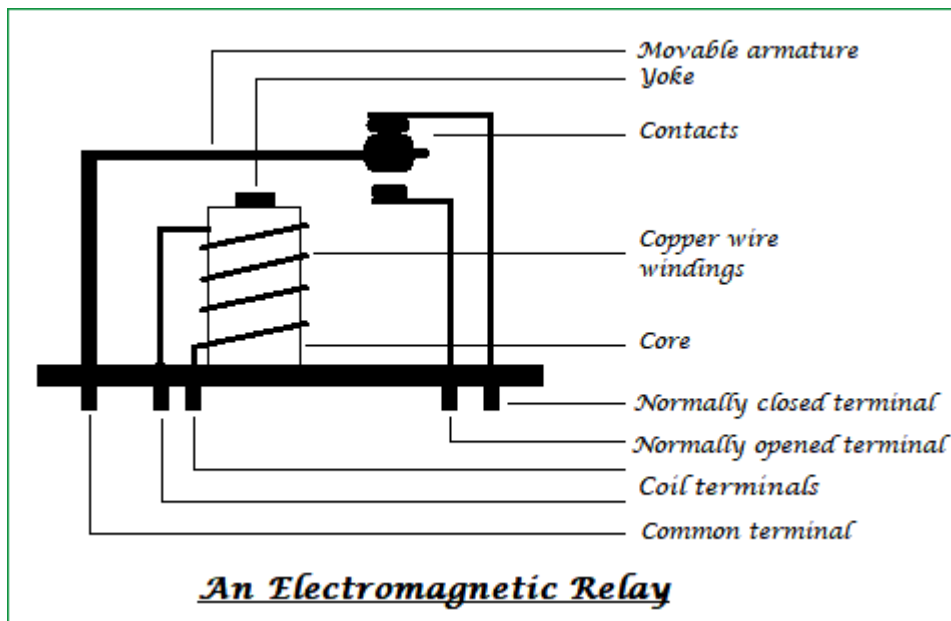 Movable armature
Yoke
Contacts
Copper wire
windings
Core
Normally closed terminal
Normally opened terminal
Coil terminals
Common terminal
An Electromagnetic Relay